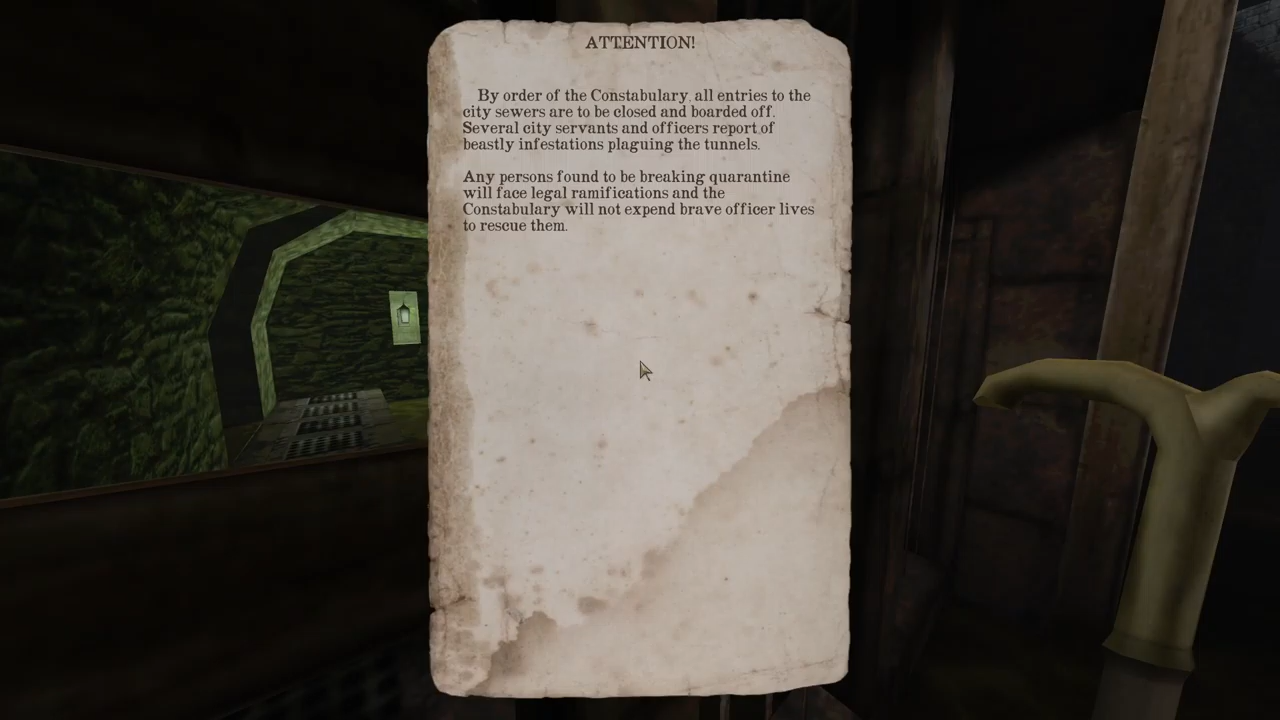 ATTENTION!
By order of the Constabulary, all entries to the
city sewers are to be closed and boarded off.
Several city servants and officers report of
beastly infestations plaguing the tunnels.
Any persons found to be breaking quarantine
will face legal ramifications and the
Constabulary will not expend brave officer lives
to rescue them.